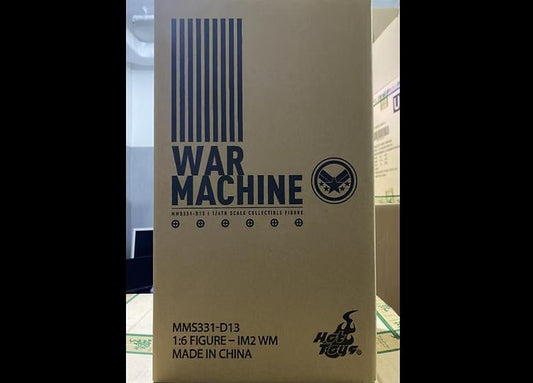 WAR
MACHINE
MMS331-D13 | 1/6TH SCALE COLLECTIBLE FIGURE
MMS331-D13
1:6 FIGURE – IM2 WM
MADE IN CHINA
Hot
Toys®